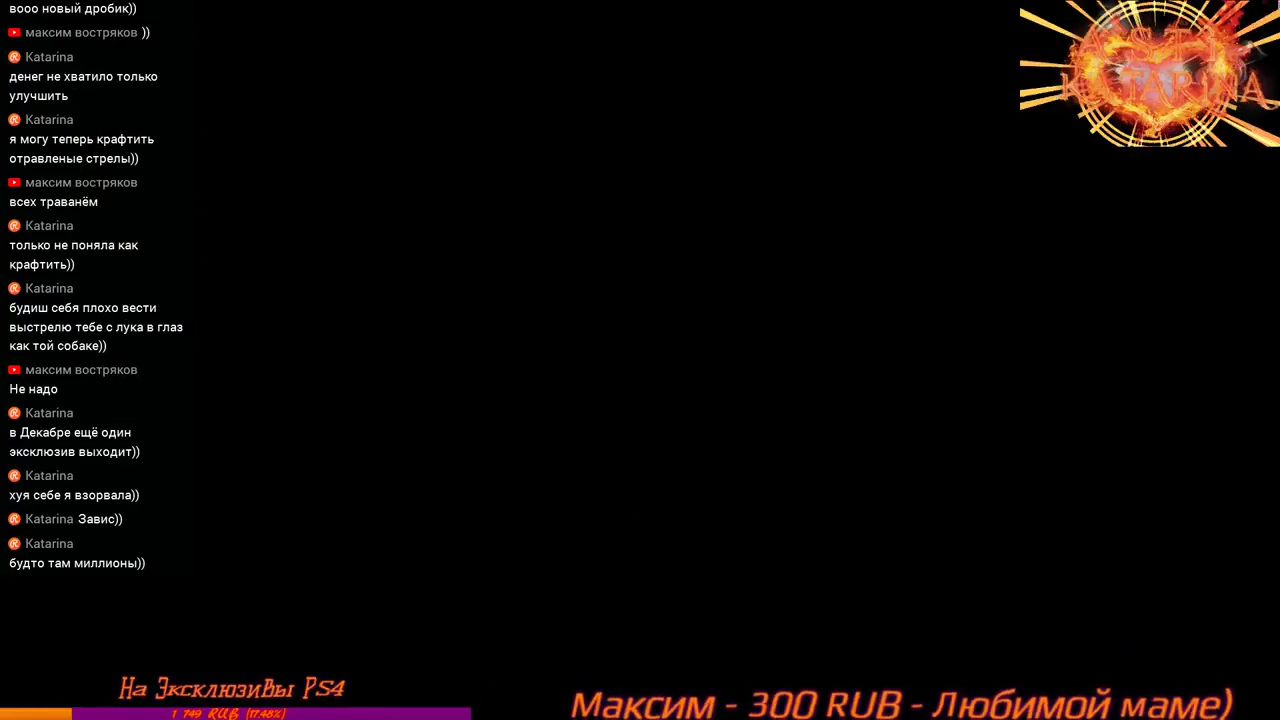 вооо новый дробик))
максим востряков ))
Katarina
денег не хватило только
улучшить
Katarina
я могу теперь крафтить
отравленые стрелы))
максим востряков
всех траванём
Katarina
только не поняла как
крафтить))
Katarina
будиш себя плохо вести
выстрелю тебе с лука в глаз
как той собаке))
максим востряков
Не надо
Katarina
в Декабре ещё один
эксклюзив выходит))
Katarina
хуя себе я взорвала))
Katarina Завис))
Katarina
будто там миллионы))
KATARINA
На Эксклюзивы PS4
1 749 RUB (17.48%)
Максим - 300 RUB - Любимой маме)